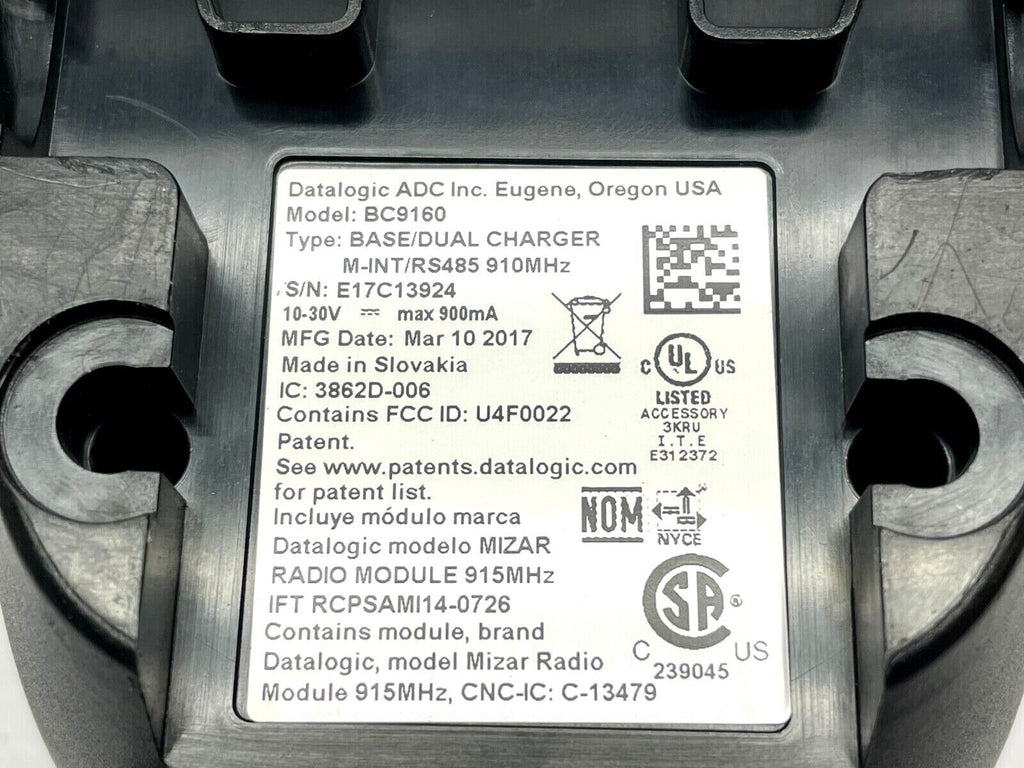 Datalogic ADC Inc. Eugene, Oregon USA
Model: BC9160
Type: BASE/DUAL CHARGER
M-INT/RS485 910MHz
S/N: E17C13924
10-30V ⎓ max 900mA
MFG Date: Mar 10 2017
Made in Slovakia
IC: 3862D-006
Contains FCC ID: U4F0022
Patent.
See www.patents.datalogic.com
for patent list.
Incluye módulo marca
Datalogic modelo MIZAR
RADIO MODULE 915MHz
IFT RCPSAMI14-0726
Contains module, brand
Datalogic, model Mizar Radio
Module 915MHz, CNC-IC: C-13479
C UL US
LISTED
ACCESSORY
3KRU
I.T.E
E312372
NOM
NYCE
SA ®
C US
239045